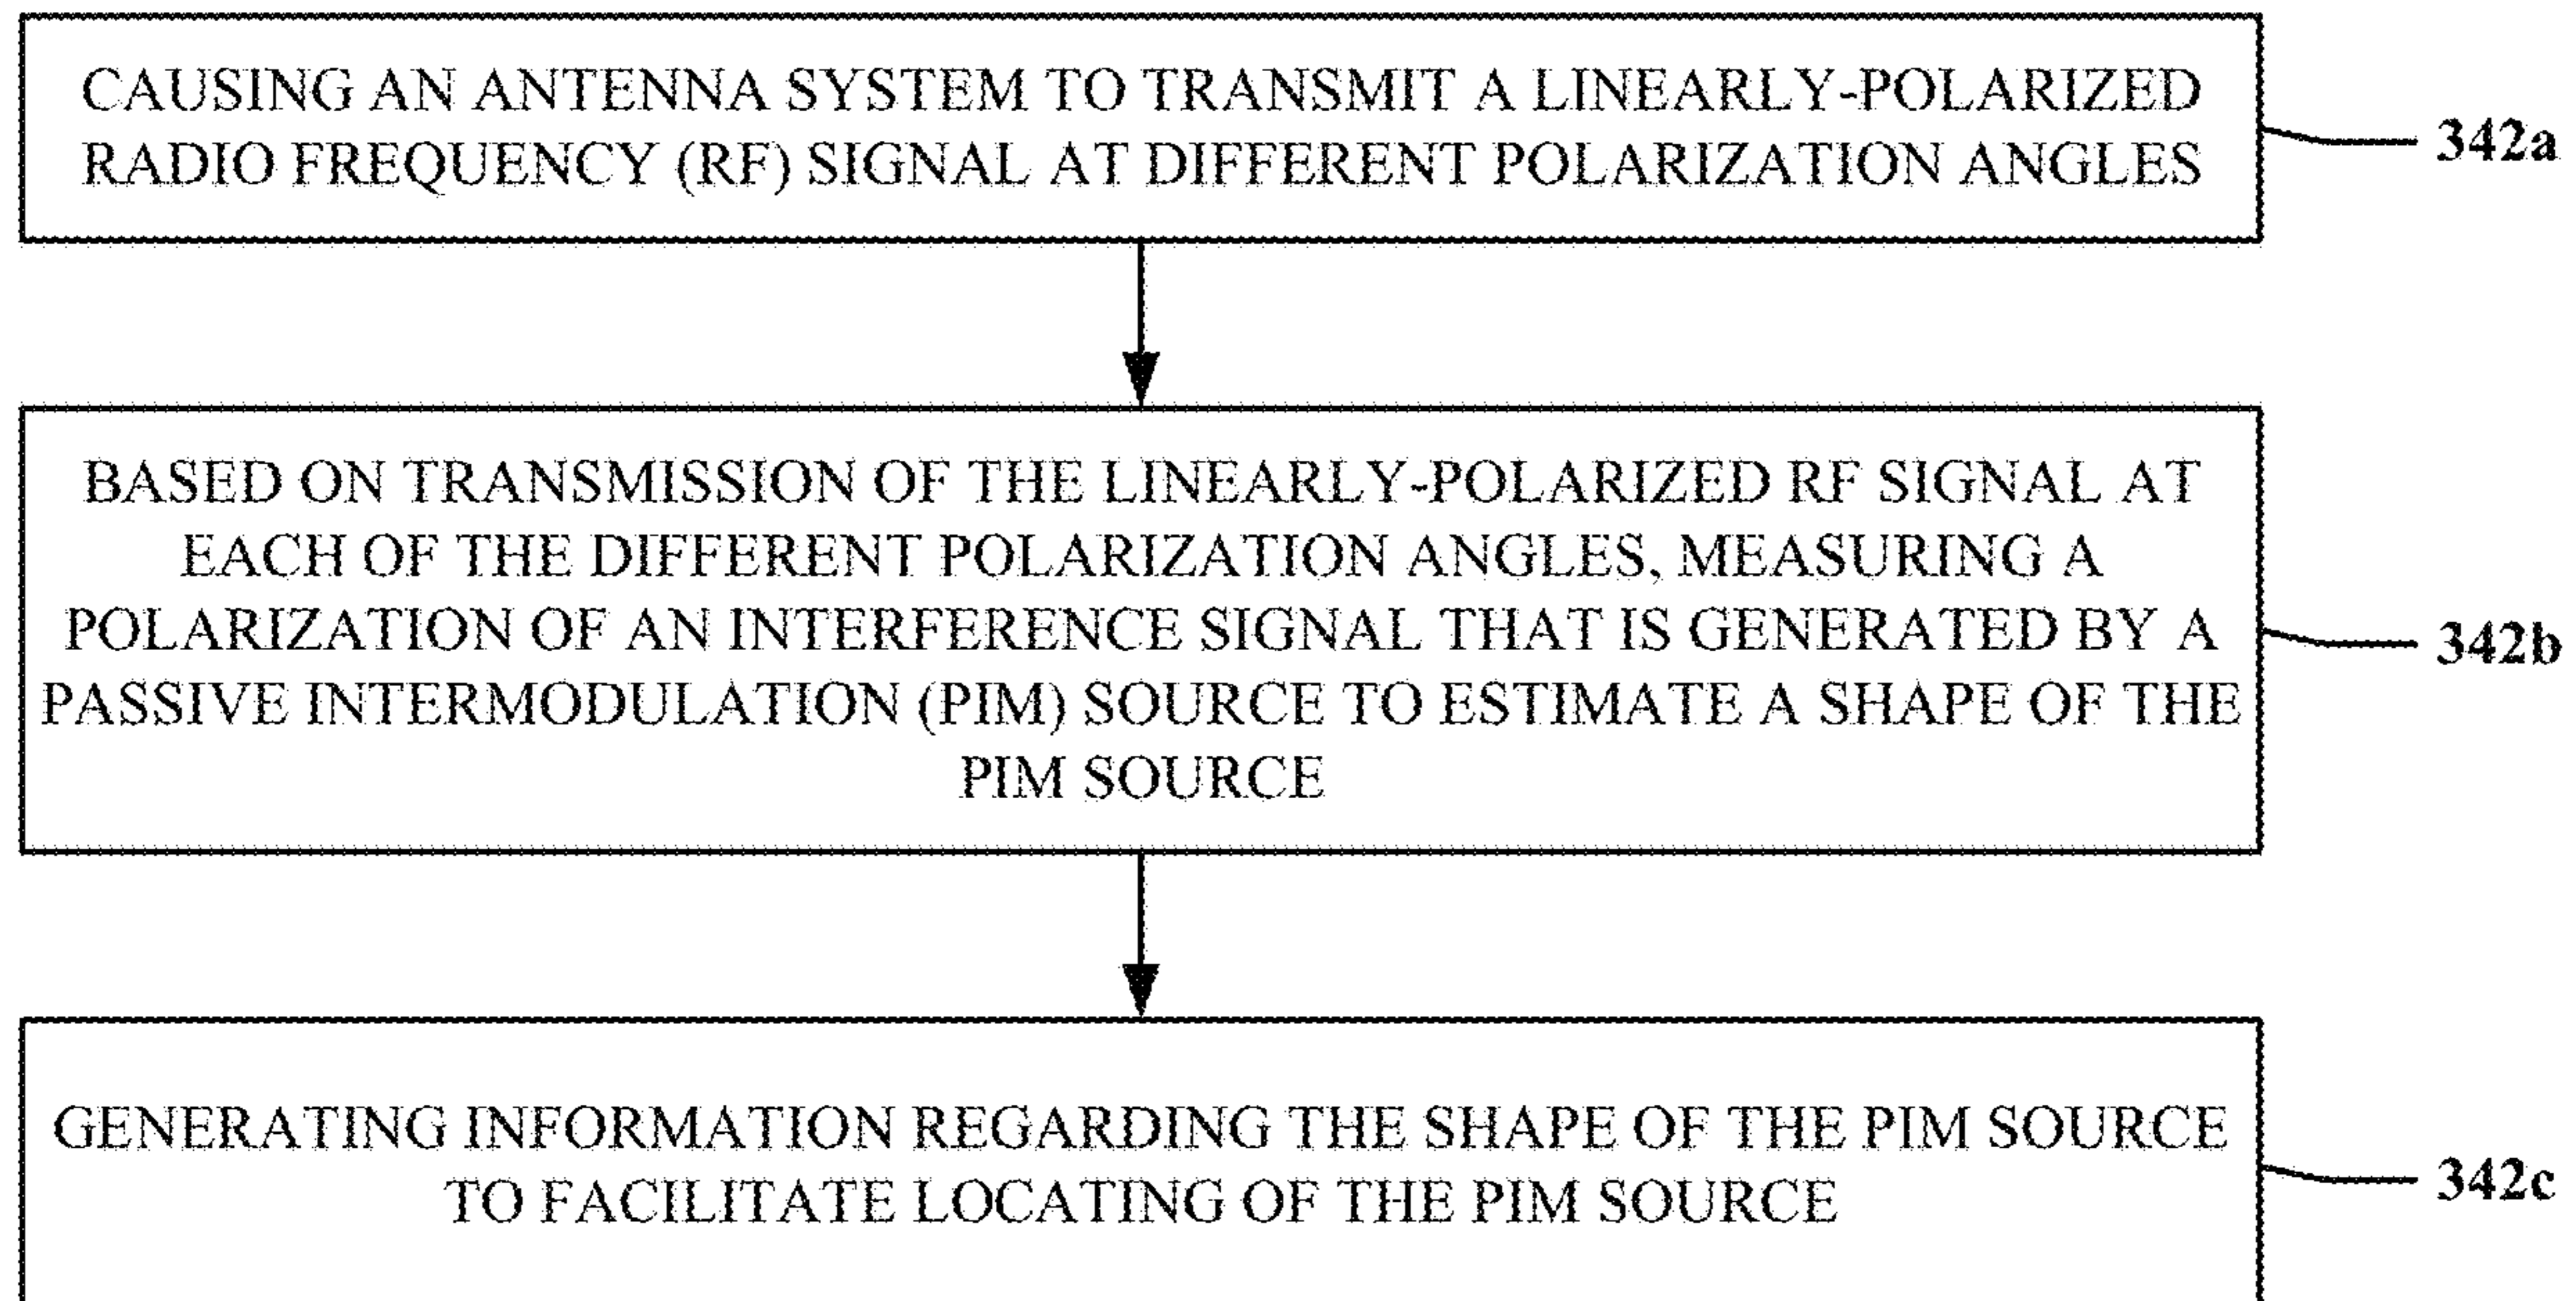 CAUSING AN ANTENNA SYSTEM TO TRANSMIT A LINEARLY-POLARIZED
RADIO FREQUENCY (RF) SIGNAL AT DIFFERENT POLARIZATION ANGLES
342a
BASED ON TRANSMISSION OF THE LINEARLY-POLARIZED RF SIGNAL AT
EACH OF THE DIFFERENT POLARIZATION ANGLES, MEASURING A
POLARIZATION OF AN INTERFERENCE SIGNAL THAT IS GENERATED BY A
PASSIVE INTERMODULATION (PIM) SOURCE TO ESTIMATE A SHAPE OF THE
PIM SOURCE
342b
GENERATING INFORMATION REGARDING THE SHAPE OF THE PIM SOURCE
TO FACILITATE LOCATING OF THE PIM SOURCE
342c